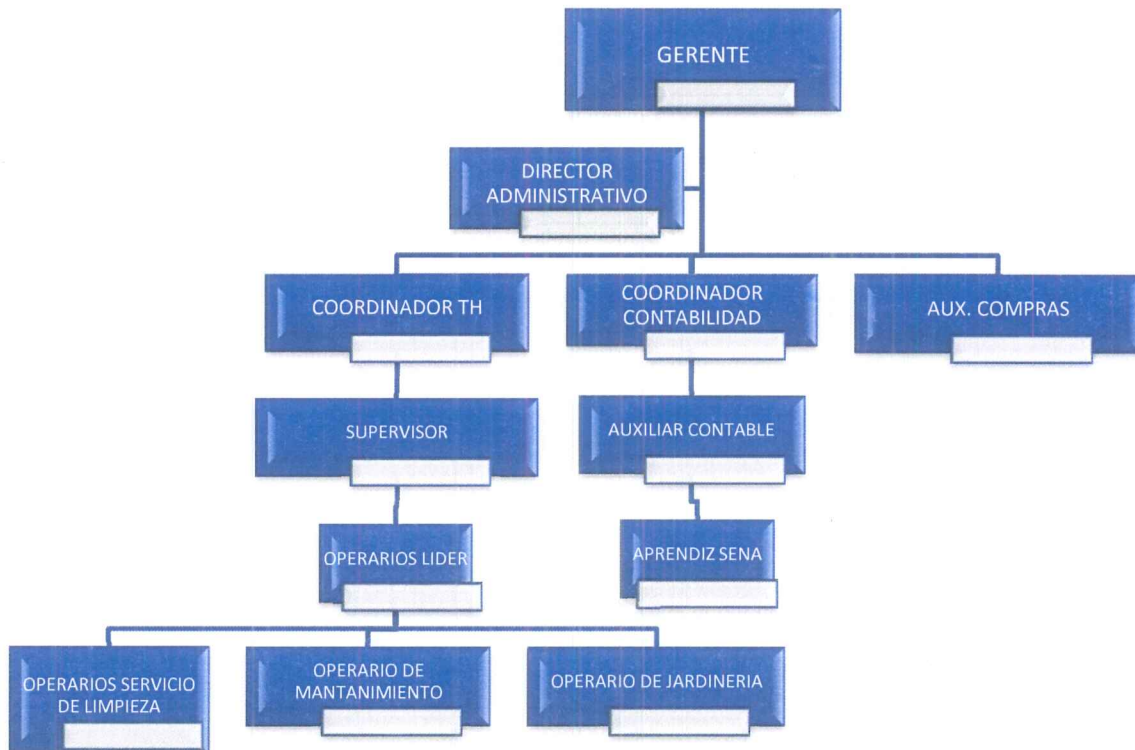 GERENTE
DIRECTOR
ADMINISTRATIVO
COORDINADOR TH
COORDINADOR
CONTABILIDAD
AUX. COMPRAS
SUPERVISOR
AUXILIAR CONTABLE
OPERARIOS LIDER
APRENDIZ SENA
OPERARIOS SERVICIO
DE LIMPIEZA
OPERARIO DE
MANTANIMIENTO
OPERARIO DE JARDINERIA